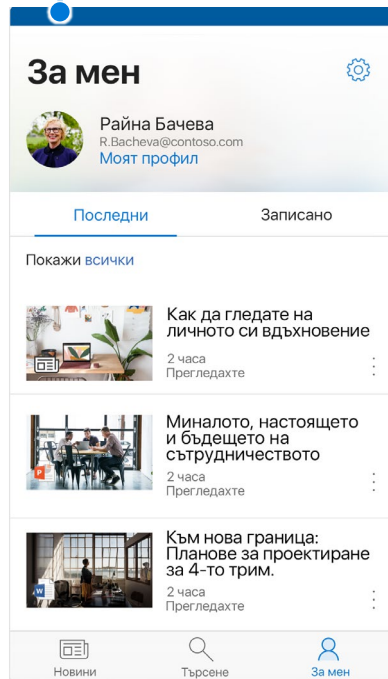 За мен
Райна Бачева
R.Bacheva@contoso.com
Моят профил
Последни
Записано
Покажи всички
Как да гледате на
личното си вдъхновение
2 часа
Прегледахте
Миналото, настоящето
и бъдещето на
сътрудничеството
2 часа
Прегледахте
Към нова граница:
Планове за проектиране
за 4-то трим.
2 часа
Прегледахте
Новини
Търсене
За мен